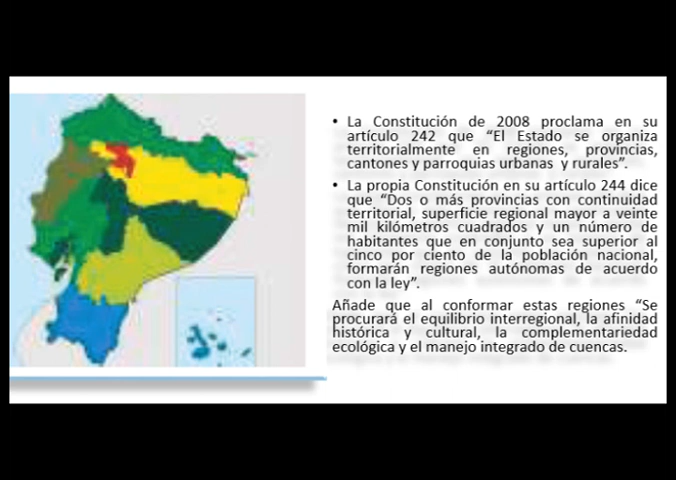 • La Constitución de 2008 proclama en su
artículo 242 que “El Estado se organiza
territorialmente en regiones, provincias,
cantones y parroquias urbanas y rurales”.
• La propia Constitución en su artículo 244 dice
que “Dos o más provincias con continuidad
territorial, superficie regional mayor a veinte
mil kilómetros cuadrados y un número de
habitantes que en conjunto sea superior al
cinco por ciento de la población nacional,
formarán regiones autónomas de acuerdo
con la ley”.
Añade que al conformar estas regiones “Se
procurará el equilibrio interregional, la afinidad
histórica y cultural, la complementariedad
ecológica y el manejo integrado de cuencas.